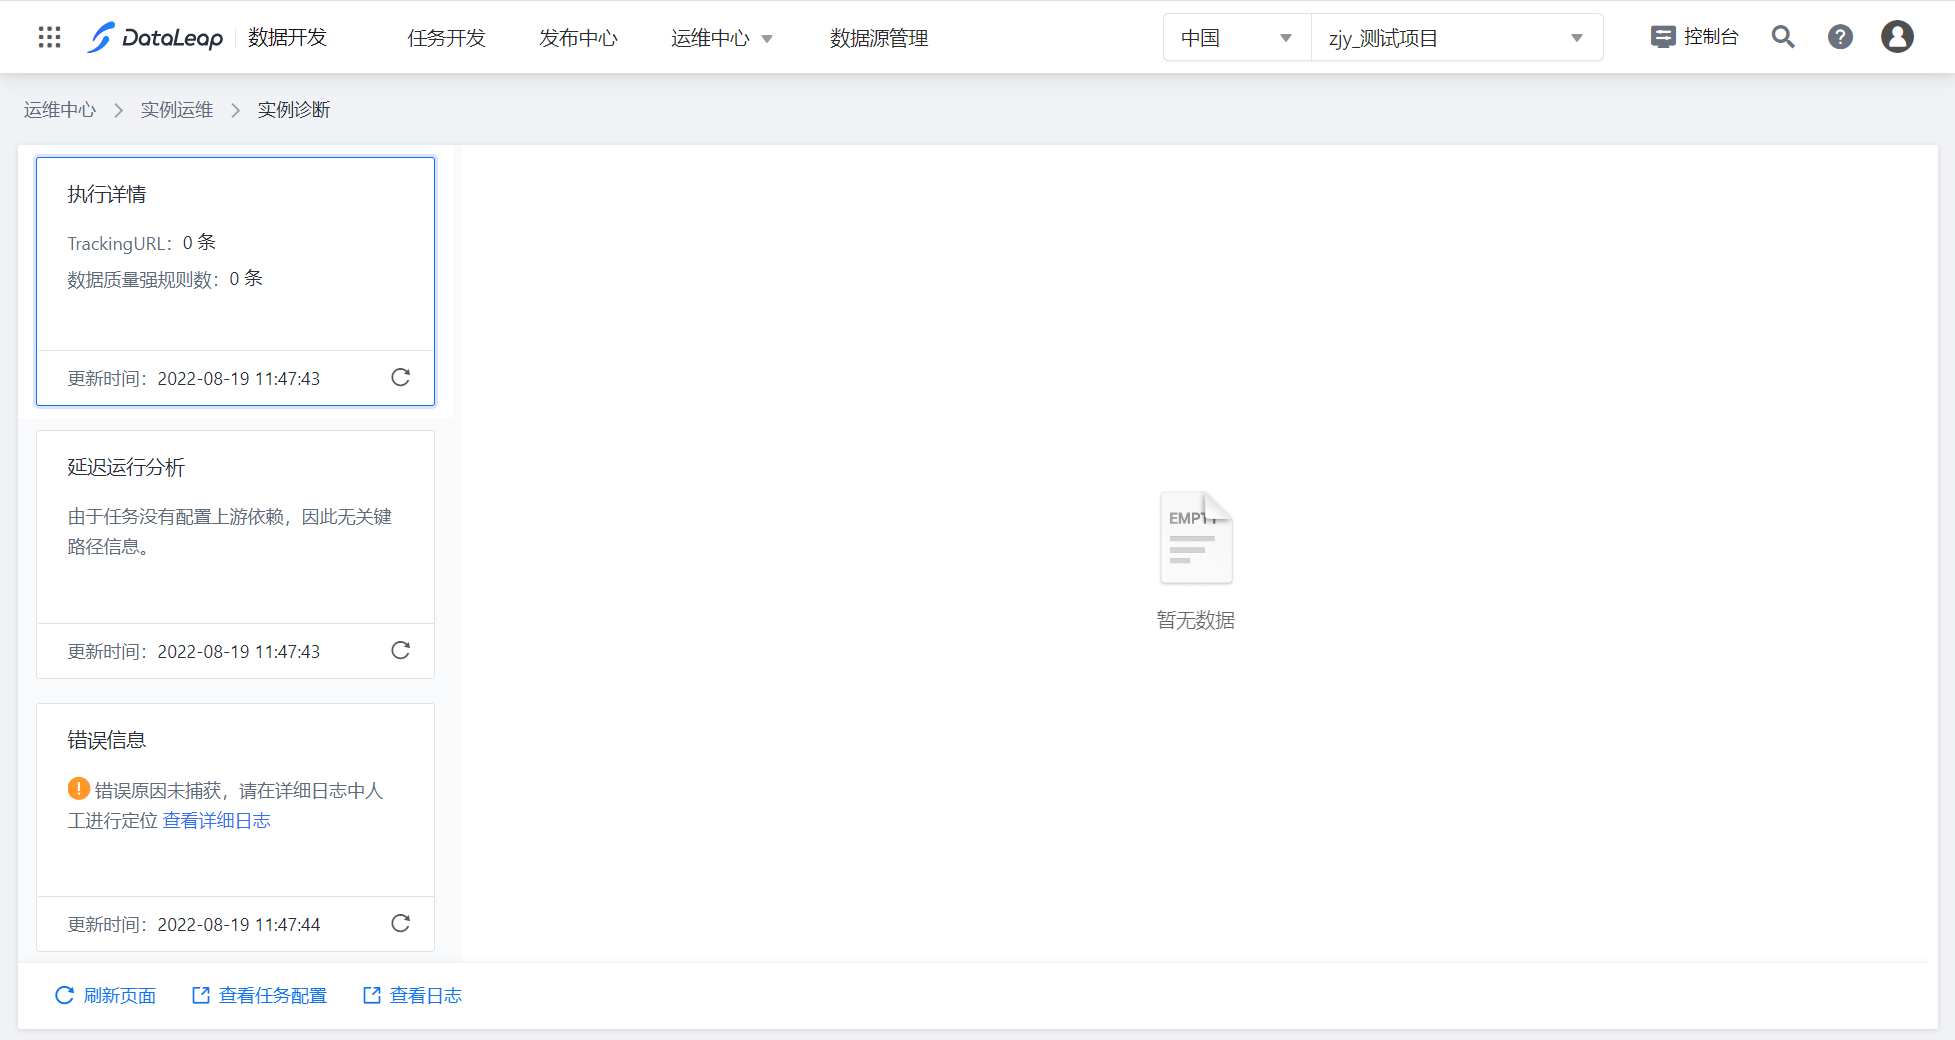 DataLeap 数据开发 任务开发 发布中心 运维中心 数据源管理 中国 zjy_测试项目 控制台
运维中心 实例运维 实例诊断
执行详情
TrackingURL：0 条
数据质量强规则数：0 条
更新时间：2022-08-19 11:47:43
延迟运行分析
由于任务没有配置上游依赖，因此无关键
路径信息。
更新时间：2022-08-19 11:47:43
错误信息
错误原因未捕获，请在详细日志中人
工进行定位 查看详细日志
更新时间：2022-08-19 11:47:44
EMPTY
暂无数据
刷新页面 查看任务配置 查看日志